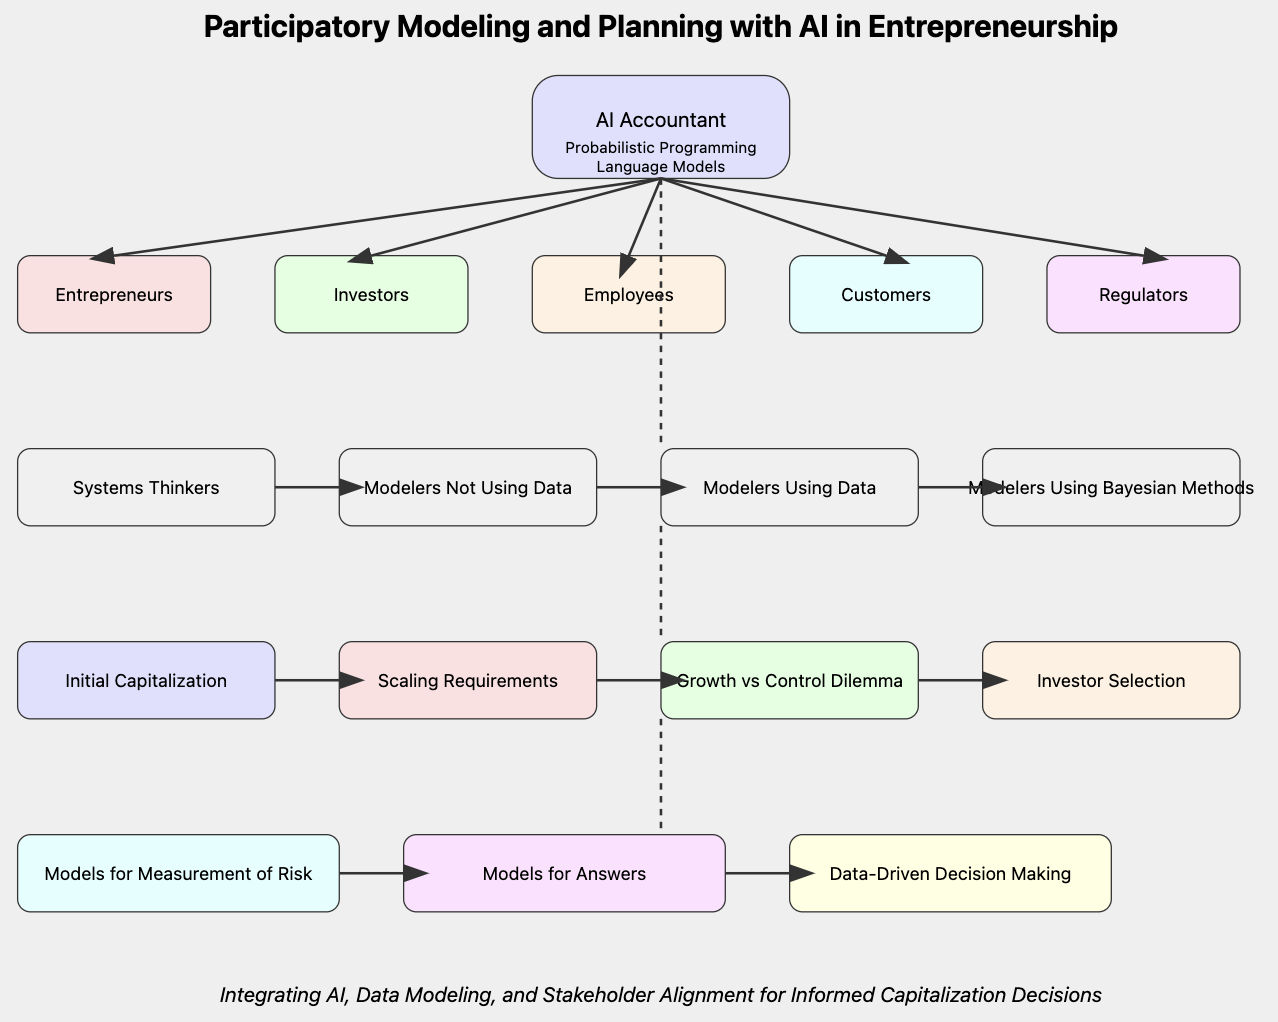 Participatory Modeling and Planning with AI in Entrepreneurship
AI Accountant
Probabilistic Programming
Language Models
Entrepreneurs
Investors
Employees
Customers
Regulators
Systems Thinkers
Modelers Not Using Data
Modelers Using Data
Modelers Using Bayesian Methods
Initial Capitalization
Scaling Requirements
Growth vs Control Dilemma
Investor Selection
Models for Measurement of Risk
Models for Answers
Data-Driven Decision Making
Integrating AI, Data Modeling, and Stakeholder Alignment for Informed Capitalization Decisions